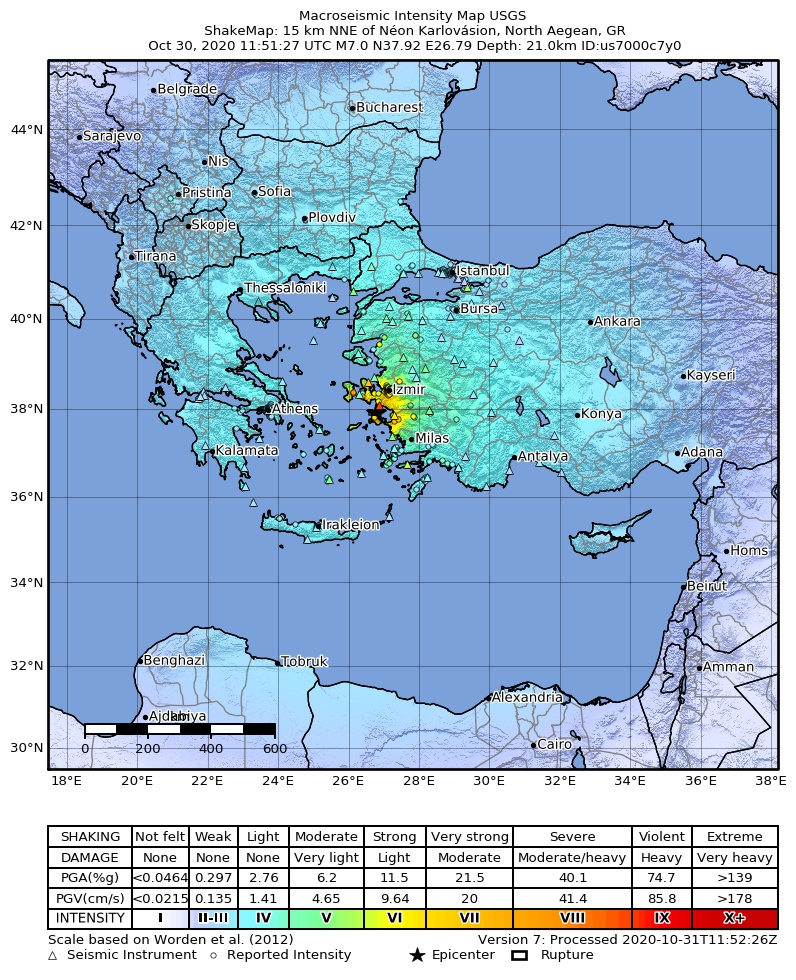 Macroseismic Intensity Map USGS
ShakeMap: 15 km NNE of Néon Karlovásion, North Aegean, GR
Oct 30, 2020 11:51:27 UTC M7.0 N37.92 E26.79 Depth: 21.0km ID:us7000c7y0
Belgrade
Bucharest
44°N
Sarajevo
Nis
Pristina
Sofia
42°N
Skopje
Plovdiv
Tirana
Istanbul
Thessaloniki
Bursa
40°N
Ankara
Kayseri
Izmir
38°N
Athens
Konya
Milas
Kalamata
Antalya
Adana
36°N
Irakleion
Homs
34°N
Beirut
Benghazi
Tobruk
32°N
Amman
Alexandria
Ajdabiya
km
30°N
0 200 400 600
Cairo
18°E 20°E 22°E 24°E 26°E 28°E 30°E 32°E 34°E 36°E 38°E
SHAKING Not felt Weak Light Moderate Strong Very strong Severe Violent Extreme
DAMAGE None None None Very light Light Moderate Moderate/heavy Heavy Very heavy
PGA(%g) <0.0464 0.297 2.76 6.2 11.5 21.5 40.1 74.7 >139
PGV(cm/s) <0.0215 0.135 1.41 4.65 9.64 20 41.4 85.8 >178
INTENSITY I II-III IV V VI VII VIII IX X+
Scale based on Worden et al. (2012) Version 7: Processed 2020-10-31T11:52:26Z
Seismic Instrument Reported Intensity Epicenter Rupture